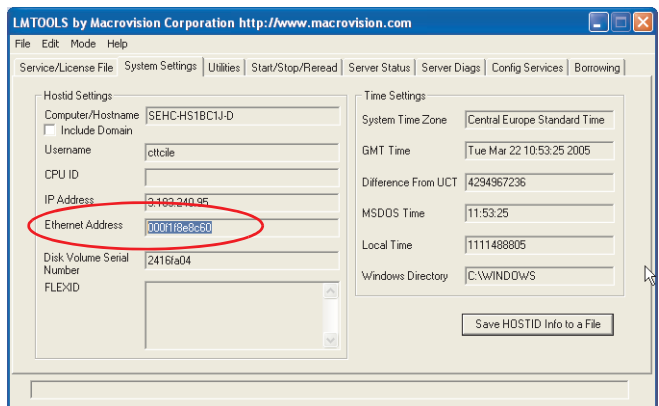 LMTOOLS by Macrovision Corporation http://www.macrovision.com
File Edit Mode Help
Service/License File System Settings Utilities Start/Stop/Reread Server Status Server Diags Config Services Borrowing
Hostid Settings
Computer/Hostname SEHC-HS1BC1J-D
Include Domain
Username cttcile
CPU ID
IP Address 3.183.240.95
Ethernet Address 000f1f8e8c60
Disk Volume Serial Number 2416fa04
FLEXID
Time Settings
System Time Zone Central Europe Standard Time
GMT Time Tue Mar 22 10:53:25 2005
Difference From UCT 4294967236
MSDOS Time 11:53:25
Local Time 1111488805
Windows Directory C:\WINDOWS
Save HOSTID Info to a File